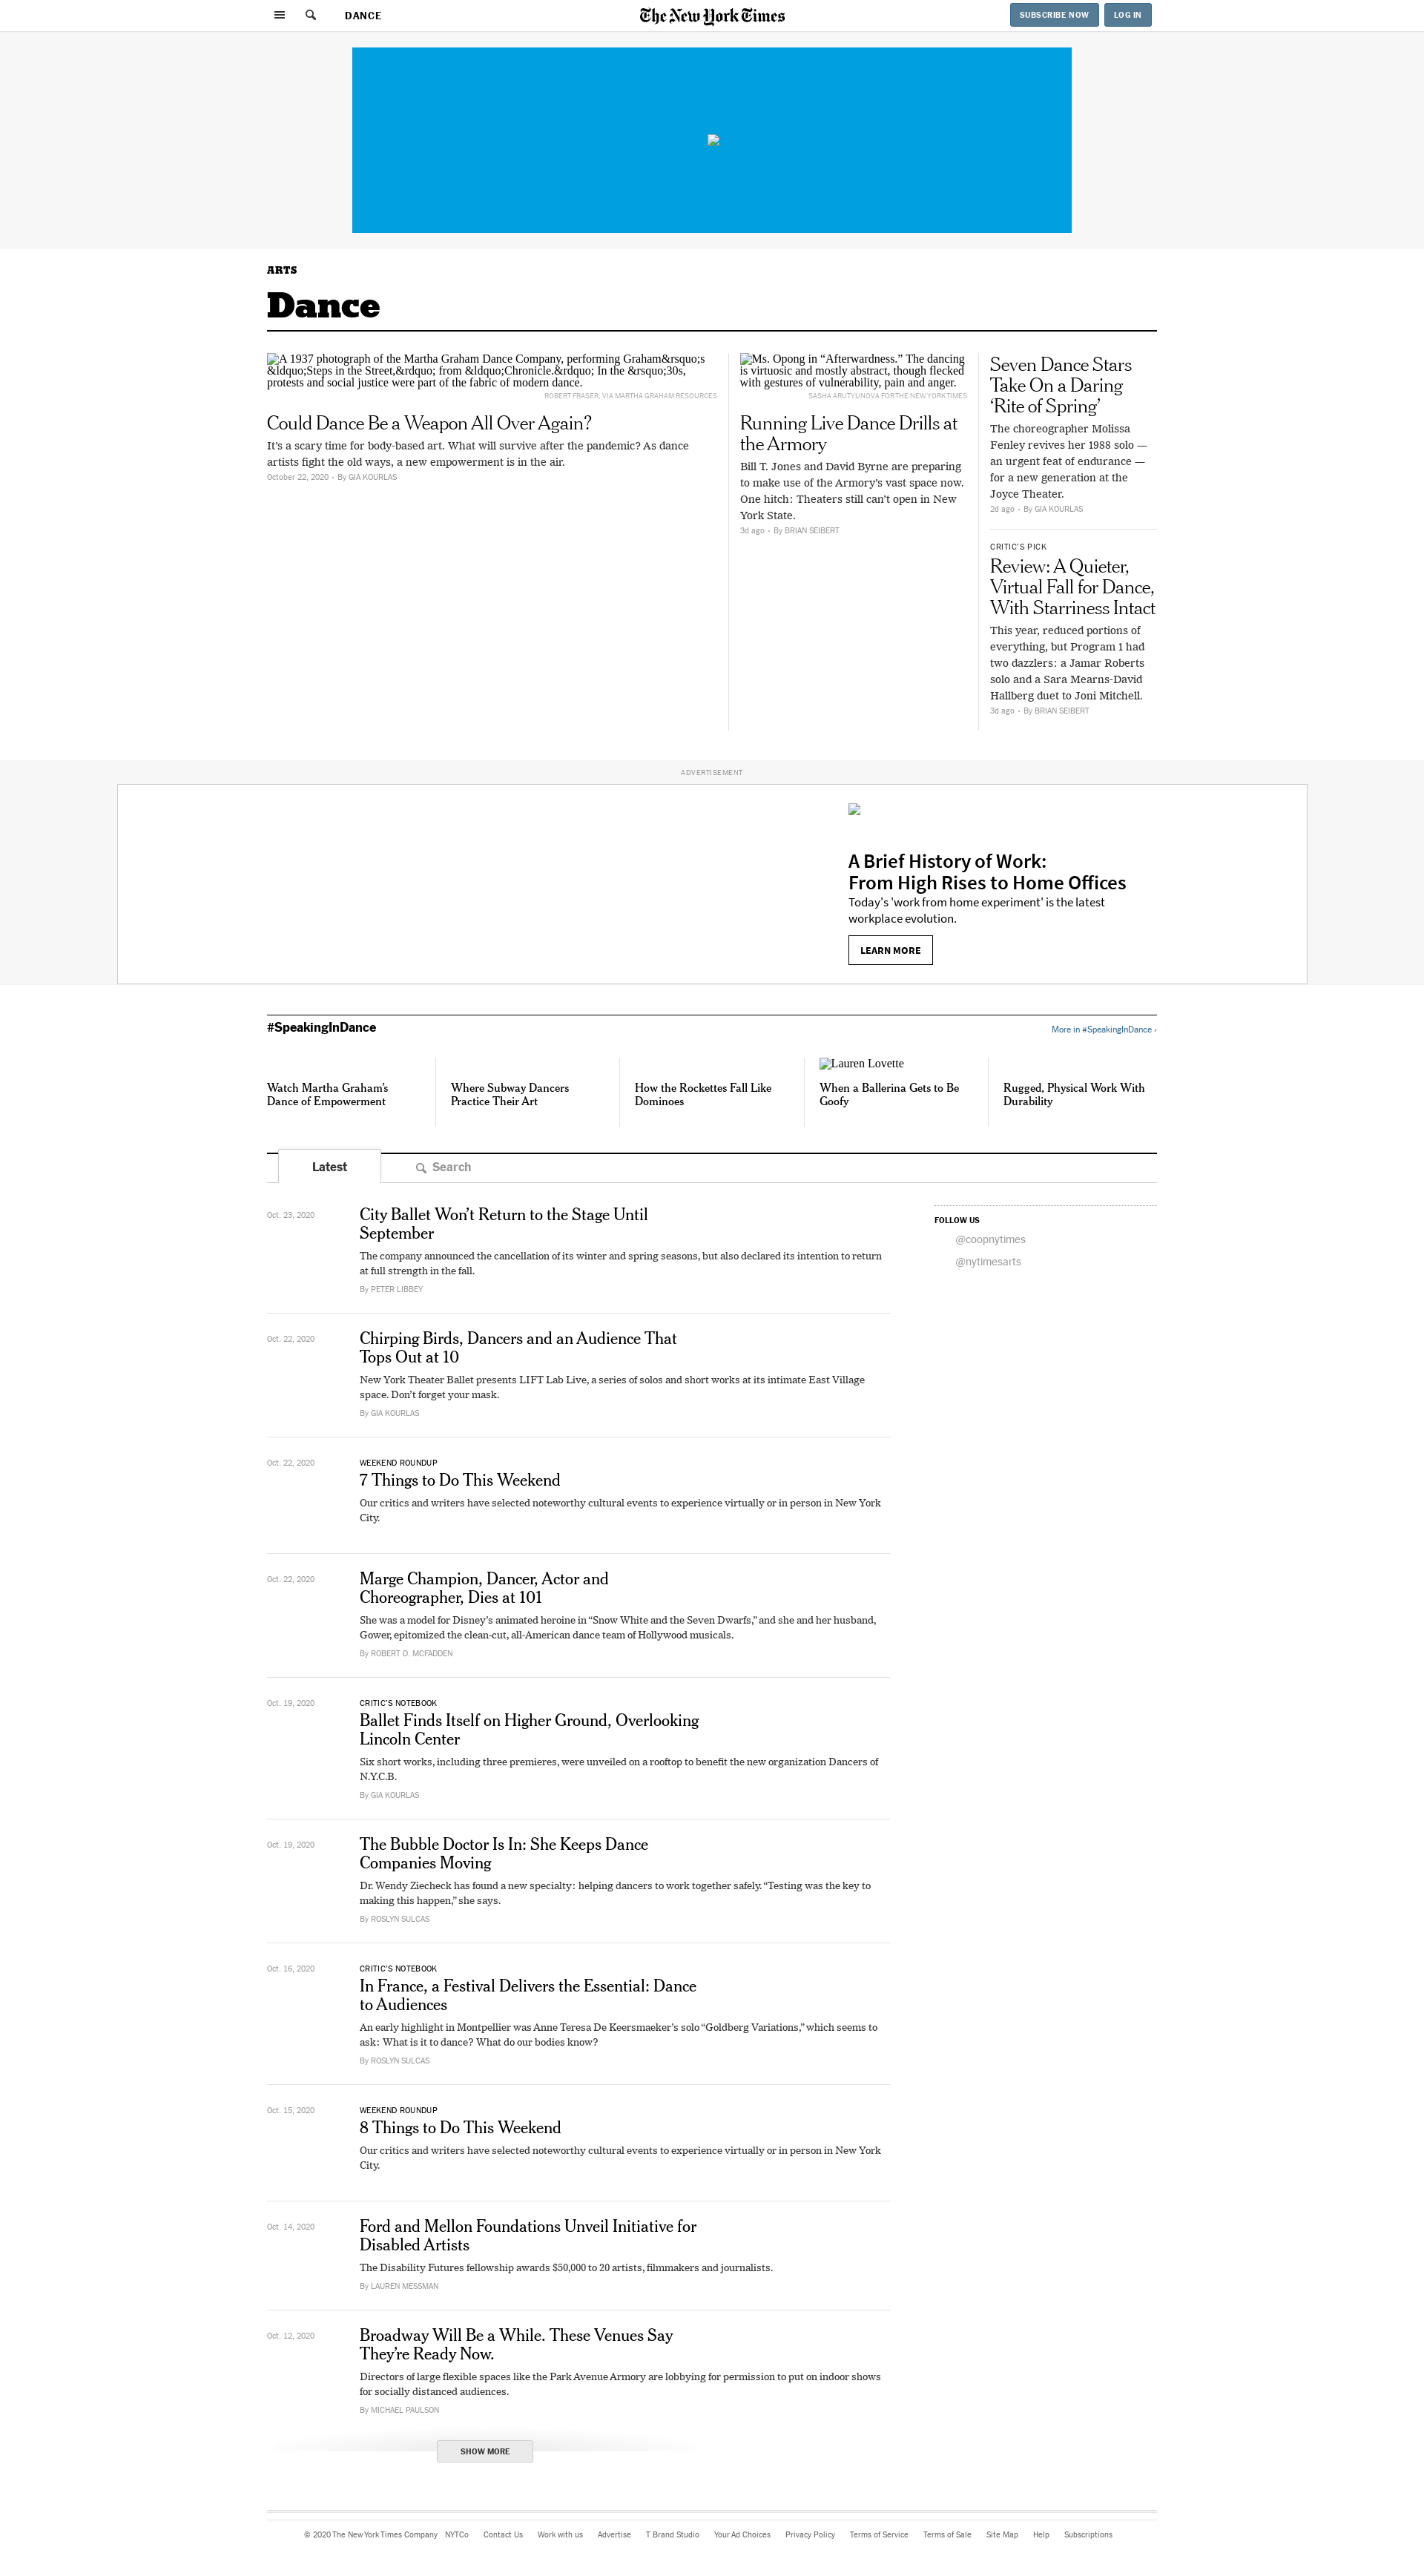 DANCE
The New York Times
SUBSCRIBE NOW
LOG IN
ARTS
Dance
A 1937 photograph of the Martha Graham Dance Company, performing Graham&rsquo;s
&ldquo;Steps in the Street,&rdquo; from &ldquo;Chronicle.&rdquo; In the &rsquo;30s,
protests and social justice were part of the fabric of modern dance.
ROBERT FRASER, VIA MARTHA GRAHAM RESOURCES
Could Dance Be a Weapon All Over Again?
It’s a scary time for body-based art. What will survive after the pandemic? As dance
artists fight the old ways, a new empowerment is in the air.
October 22, 2020 • By GIA KOURLAS
Ms. Opong in “Afterwardness.” The dancing
is virtuosic and mostly abstract, though flecked
with gestures of vulnerability, pain and anger.
SASHA ARUTYUNOVA FOR THE NEW YORK TIMES
Running Live Dance Drills at
the Armory
Bill T. Jones and David Byrne are preparing
to make use of the Armory’s vast space now.
One hitch: Theaters still can’t open in New
York State.
3d ago • By BRIAN SEIBERT
Seven Dance Stars
Take On a Daring
‘Rite of Spring’
The choreographer Molissa
Fenley revives her 1988 solo —
an urgent feat of endurance —
for a new generation at the
Joyce Theater.
2d ago • By GIA KOURLAS
CRITIC’S PICK
Review: A Quieter,
Virtual Fall for Dance,
With Starriness Intact
This year, reduced portions of
everything, but Program 1 had
two dazzlers: a Jamar Roberts
solo and a Sara Mearns-David
Hallberg duet to Joni Mitchell.
3d ago • By BRIAN SEIBERT
ADVERTISEMENT
A Brief History of Work:
From High Rises to Home Offices
Today's 'work from home experiment' is the latest
workplace evolution.
LEARN MORE
#SpeakingInDance
More in #SpeakingInDance ›
Watch Martha Graham’s
Dance of Empowerment
Where Subway Dancers
Practice Their Art
How the Rockettes Fall Like
Dominoes
Lauren Lovette
When a Ballerina Gets to Be
Goofy
Rugged, Physical Work With
Durability
Latest
Search
Oct. 23, 2020
City Ballet Won’t Return to the Stage Until
September
The company announced the cancellation of its winter and spring seasons, but also declared its intention to return
at full strength in the fall.
By PETER LIBBEY
FOLLOW US
@coopnytimes
@nytimesarts
Oct. 22, 2020
Chirping Birds, Dancers and an Audience That
Tops Out at 10
New York Theater Ballet presents LIFT Lab Live, a series of solos and short works at its intimate East Village
space. Don’t forget your mask.
By GIA KOURLAS
Oct. 22, 2020
WEEKEND ROUNDUP
7 Things to Do This Weekend
Our critics and writers have selected noteworthy cultural events to experience virtually or in person in New York
City.
Oct. 22, 2020
Marge Champion, Dancer, Actor and
Choreographer, Dies at 101
She was a model for Disney’s animated heroine in “Snow White and the Seven Dwarfs,” and she and her husband,
Gower, epitomized the clean-cut, all-American dance team of Hollywood musicals.
By ROBERT D. MCFADDEN
Oct. 19, 2020
CRITIC’S NOTEBOOK
Ballet Finds Itself on Higher Ground, Overlooking
Lincoln Center
Six short works, including three premieres, were unveiled on a rooftop to benefit the new organization Dancers of
N.Y.C.B.
By GIA KOURLAS
Oct. 19, 2020
The Bubble Doctor Is In: She Keeps Dance
Companies Moving
Dr. Wendy Ziecheck has found a new specialty: helping dancers to work together safely. “Testing was the key to
making this happen,” she says.
By ROSLYN SULCAS
Oct. 16, 2020
CRITIC’S NOTEBOOK
In France, a Festival Delivers the Essential: Dance
to Audiences
An early highlight in Montpellier was Anne Teresa De Keersmaeker’s solo “Goldberg Variations,” which seems to
ask: What is it to dance? What do our bodies know?
By ROSLYN SULCAS
Oct. 15, 2020
WEEKEND ROUNDUP
8 Things to Do This Weekend
Our critics and writers have selected noteworthy cultural events to experience virtually or in person in New York
City.
Oct. 14, 2020
Ford and Mellon Foundations Unveil Initiative for
Disabled Artists
The Disability Futures fellowship awards $50,000 to 20 artists, filmmakers and journalists.
By LAUREN MESSMAN
Oct. 12, 2020
Broadway Will Be a While. These Venues Say
They’re Ready Now.
Directors of large flexible spaces like the Park Avenue Armory are lobbying for permission to put on indoor shows
for socially distanced audiences.
By MICHAEL PAULSON
SHOW MORE
© 2020 The New York Times Company NYTCo Contact Us Work with us Advertise T Brand Studio Your Ad Choices Privacy Policy Terms of Service Terms of Sale Site Map Help Subscriptions